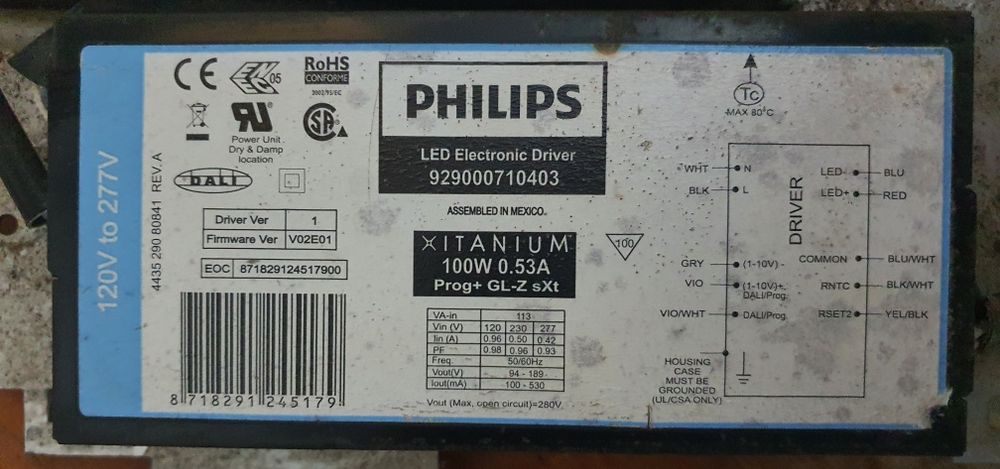 120V to 277V
4435 290 80841 REV. A
CE
05
RoHS
CONFORME
2002/95/EC
Power Unit
Dry & Damp
location
DALI
Driver Ver 1
Firmware Ver V02E01
EOC 871829124517900
8 718291 245179
PHILIPS
LED Electronic Driver
929000710403
ASSEMBLED IN MEXICO.
XITANIUM
100W 0.53A
Prog+ GL-Z sXt
100
VA-in 113
Vin (V) 120 230 277
Iin (A) 0.96 0.50 0.42
PF 0.98 0.96 0.93
Freq. 50/60Hz
Vout(V) 94 - 189
Iout(mA) 100 - 530
Vout (Max, open circuit)=280V.
Tc
MAX 80°C
WHT N
BLK L
DRIVER
LED- BLU
LED+ RED
GRY (1-10V) -
VIO (1-10V)+
DALI/Prog.
VIO/WHT DALI/Prog.
COMMON BLU/WHT
RNTC BLK/WHT
RSET2 YEL/BLK
HOUSING
CASE
MUST BE
GROUNDED
(UL/CSA ONLY)